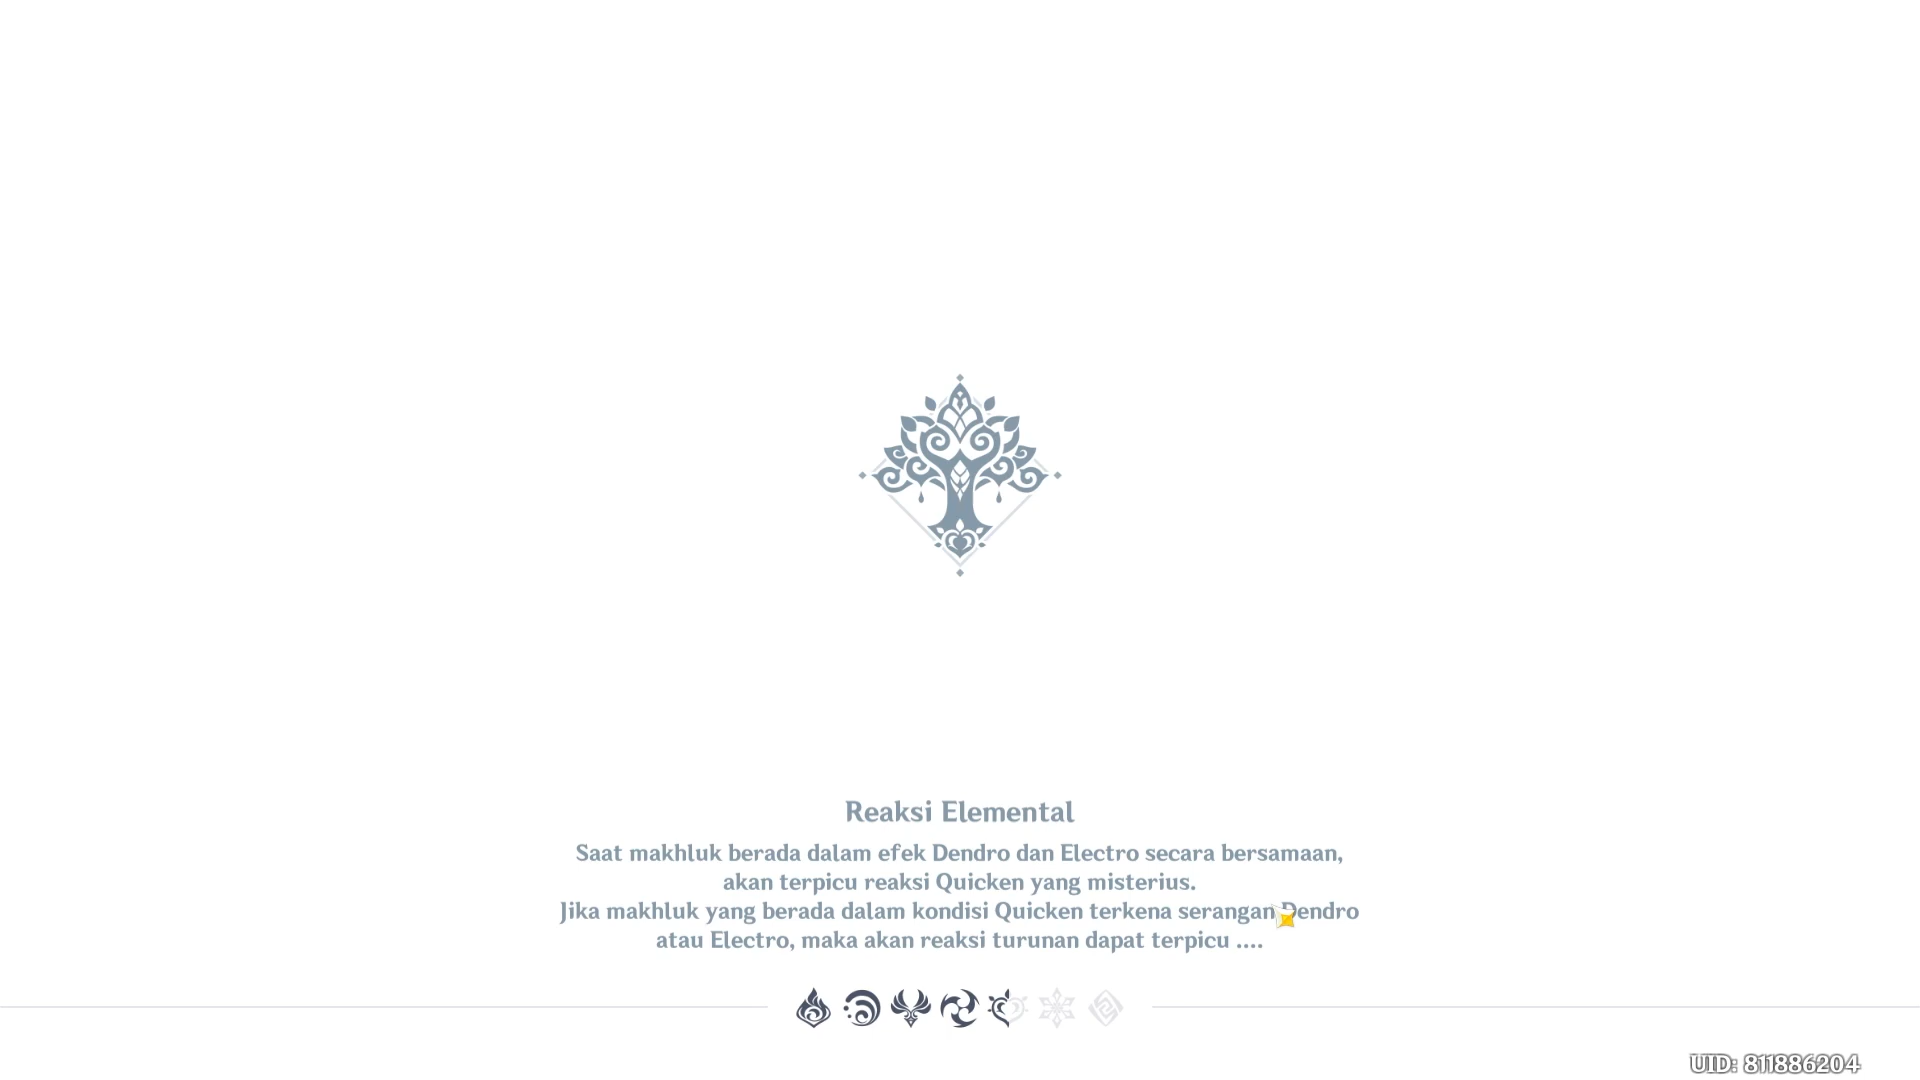 Reaksi Elemental
Saat makhluk berada dalam efek Dendro dan Electro secara bersamaan,
akan terpicu reaksi Quicken yang misterius.
Jika makhluk yang berada dalam kondisi Quicken terkena serangan Dendro
atau Electro, maka akan reaksi turunan dapat terpicu ....
UID: 811886204